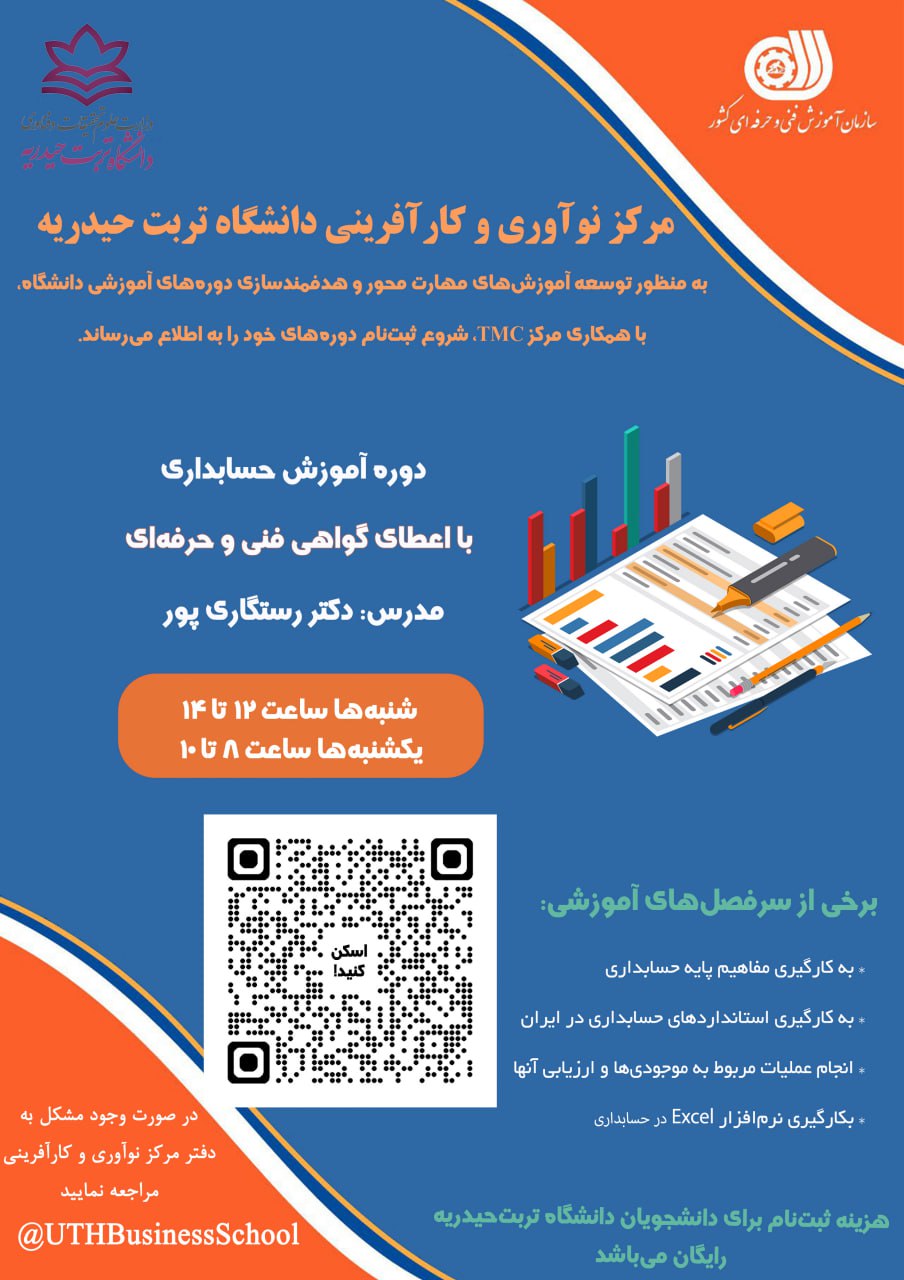 وزارت علوم، تحقیقات و فناوری
دانشگاه تربت حیدریه
سازمان آموزش فنی و حرفه ای کشور
مرکز نوآوری و کارآفرینی دانشگاه تربت حیدریه
به منظور توسعه آموزش‌های مهارت محور و هدفمندسازی دوره‌های آموزشی دانشگاه،
با همکاری مرکز TMC، شروع ثبت‌نام دوره‌های خود را به اطلاع می‌رساند.
دوره آموزش حسابداری
با اعطای گواهی فنی و حرفه‌ای
مدرس: دکتر رستگاری پور
شنبه‌ها ساعت ۱۲ تا ۱۴
یکشنبه‌ها ساعت ۸ تا ۱۰
اسکن
کنید!
برخی از سرفصل‌های آموزشی:
* به کارگیری مفاهیم پایه حسابداری
* به کارگیری استانداردهای حسابداری در ایران
* انجام عملیات مربوط به موجودی‌ها و ارزیابی آنها
* بکارگیری نرم‌افزار Excel در حسابداری
در صورت وجود مشکل به
دفتر مرکز نوآوری و کارآفرینی
مراجعه نمایید
@UTHBusinessSchool
هزینه ثبت‌نام برای دانشجویان دانشگاه تربت‌حیدریه
رایگان می‌باشد